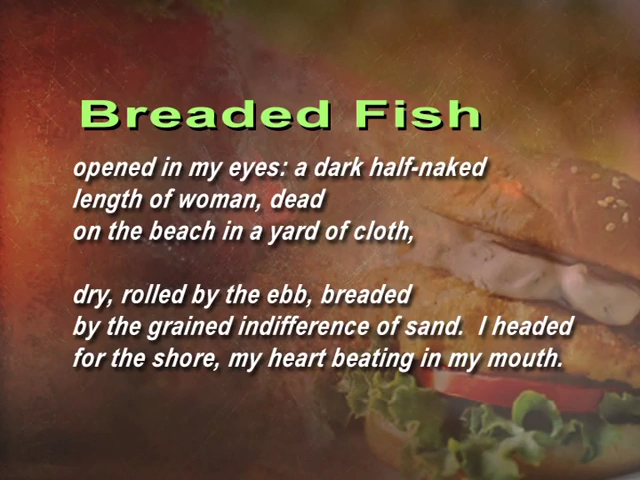 Breaded Fish
opened in my eyes: a dark half-naked
length of woman, dead
on the beach in a yard of cloth,
dry, rolled by the ebb, breaded
by the grained indifference of sand.  I headed
for the shore, my heart beating in my mouth.